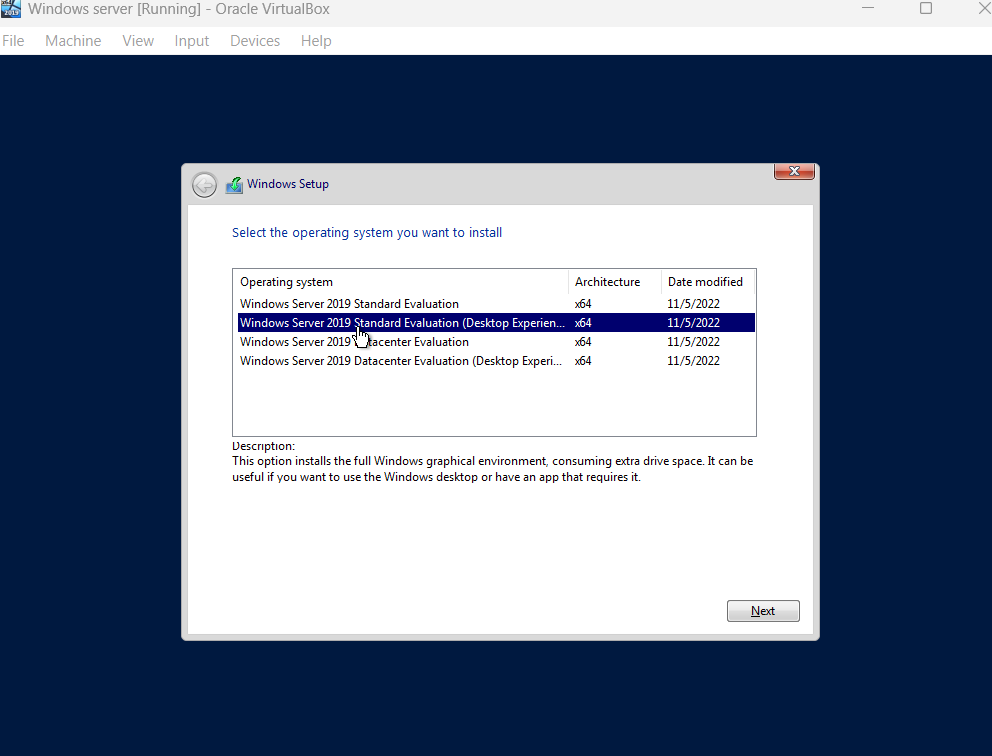 Windows server [Running] - Oracle VirtualBox
File Machine View Input Devices Help
Windows Setup
Select the operating system you want to install
Operating system Architecture Date modified
Windows Server 2019 Standard Evaluation x64 11/5/2022
Windows Server 2019 Standard Evaluation (Desktop Experien... x64 11/5/2022
Windows Server 2019 tacenter Evaluation x64 11/5/2022
Windows Server 2019 Datacenter Evaluation (Desktop Experi... x64 11/5/2022
Description:
This option installs the full Windows graphical environment, consuming extra drive space. It can be
useful if you want to use the Windows desktop or have an app that requires it.
Next